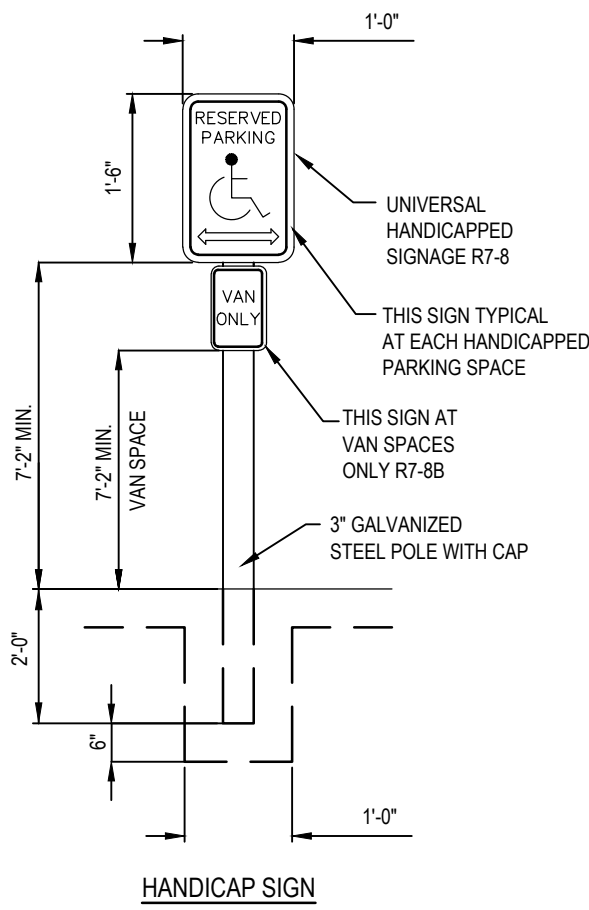 1'-0"
RESERVED
PARKING
1'-6"
UNIVERSAL
HANDICAPPED
SIGNAGE R7-8
VAN
ONLY
THIS SIGN TYPICAL
AT EACH HANDICAPPED
PARKING SPACE
THIS SIGN AT
VAN SPACES
ONLY R7-8B
7'-2" MIN.
7'-2" MIN.
VAN SPACE
3" GALVANIZED
STEEL POLE WITH CAP
2'-0"
6"
1'-0"
HANDICAP SIGN